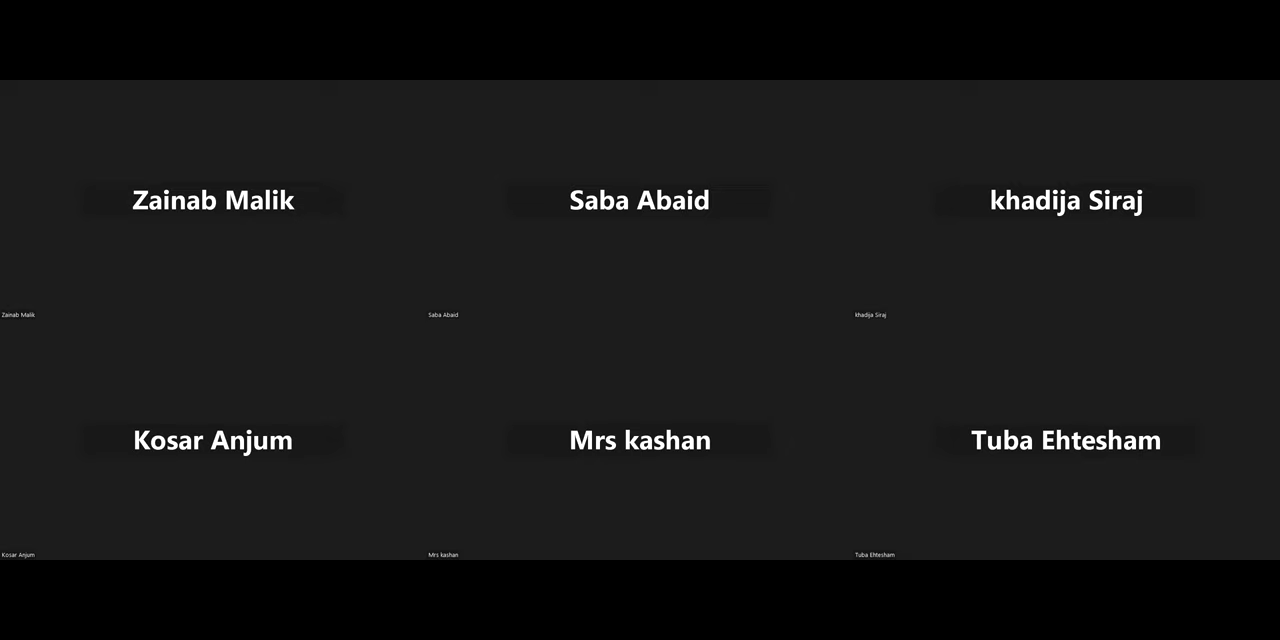 Zainab Malik
Saba Abaid
khadija Siraj
Zainab Malik
Saba Abaid
khadija Siraj
Kosar Anjum
Mrs kashan
Tuba Ehtesham
Kosar Anjum
Mrs kashan
Tuba Ehtesham